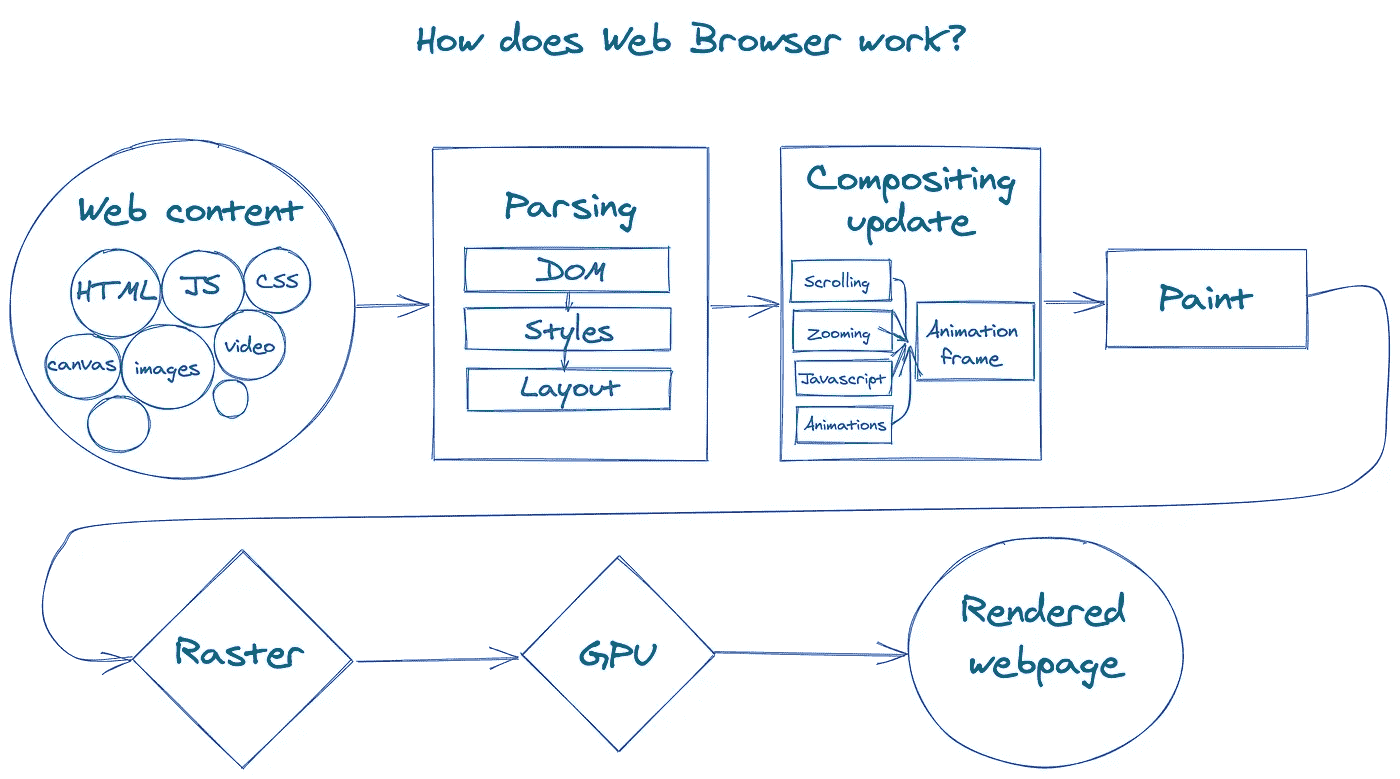 How does Web Browser work?
Web content
HTML
JS
CSS
canvas
images
video
Parsing
DOM
Styles
Layout
Compositing
update
Scrolling
Zooming
Javascript
Animations
Animation
frame
Paint
Raster
GPU
Rendered
webpage